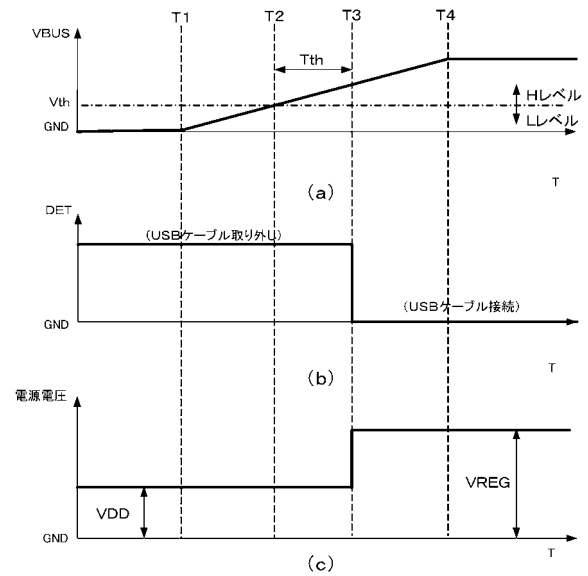 T1 T2 T3 T4
VBUS
Tth
Vth
Hレベル
Lレベル
GND
T
(a)
DET
(USBケーブル取り外し)
(USBケーブル接続)
GND
T
(b)
電源電圧
VDD
VREG
GND
T
(c)